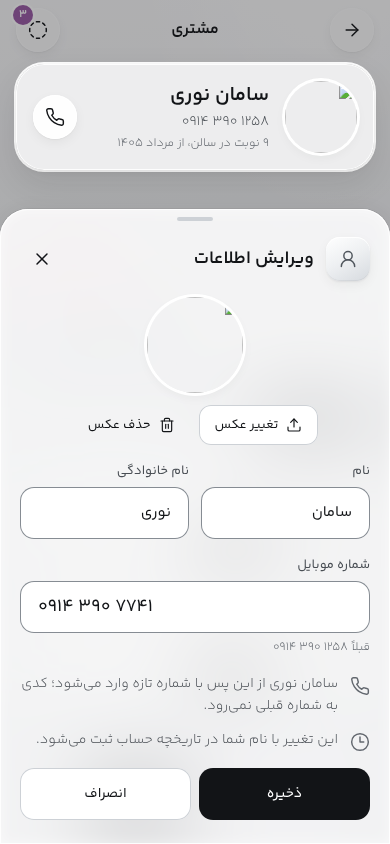 مشتری
۳
سامان نوری
۰۹۱۴ ۳۹۰ ۱۲۵۸
۹ نوبت در سالن، از مرداد ۱۴۰۵
ویرایش اطلاعات
تغییر عکس
حذف عکس
نام
نام خانوادگی
سامان
نوری
شماره موبایل
۰۹۱۴ ۳۹۰ ۷۷۴۱
قبلاً ۰۹۱۴ ۳۹۰ ۱۲۵۸
سامان نوری از این پس با شماره تازه وارد می‌شود؛ کدی
به شماره قبلی نمی‌رود.
این تغییر با نام شما در تاریخچه حساب ثبت می‌شود.
ذخیره
انصراف